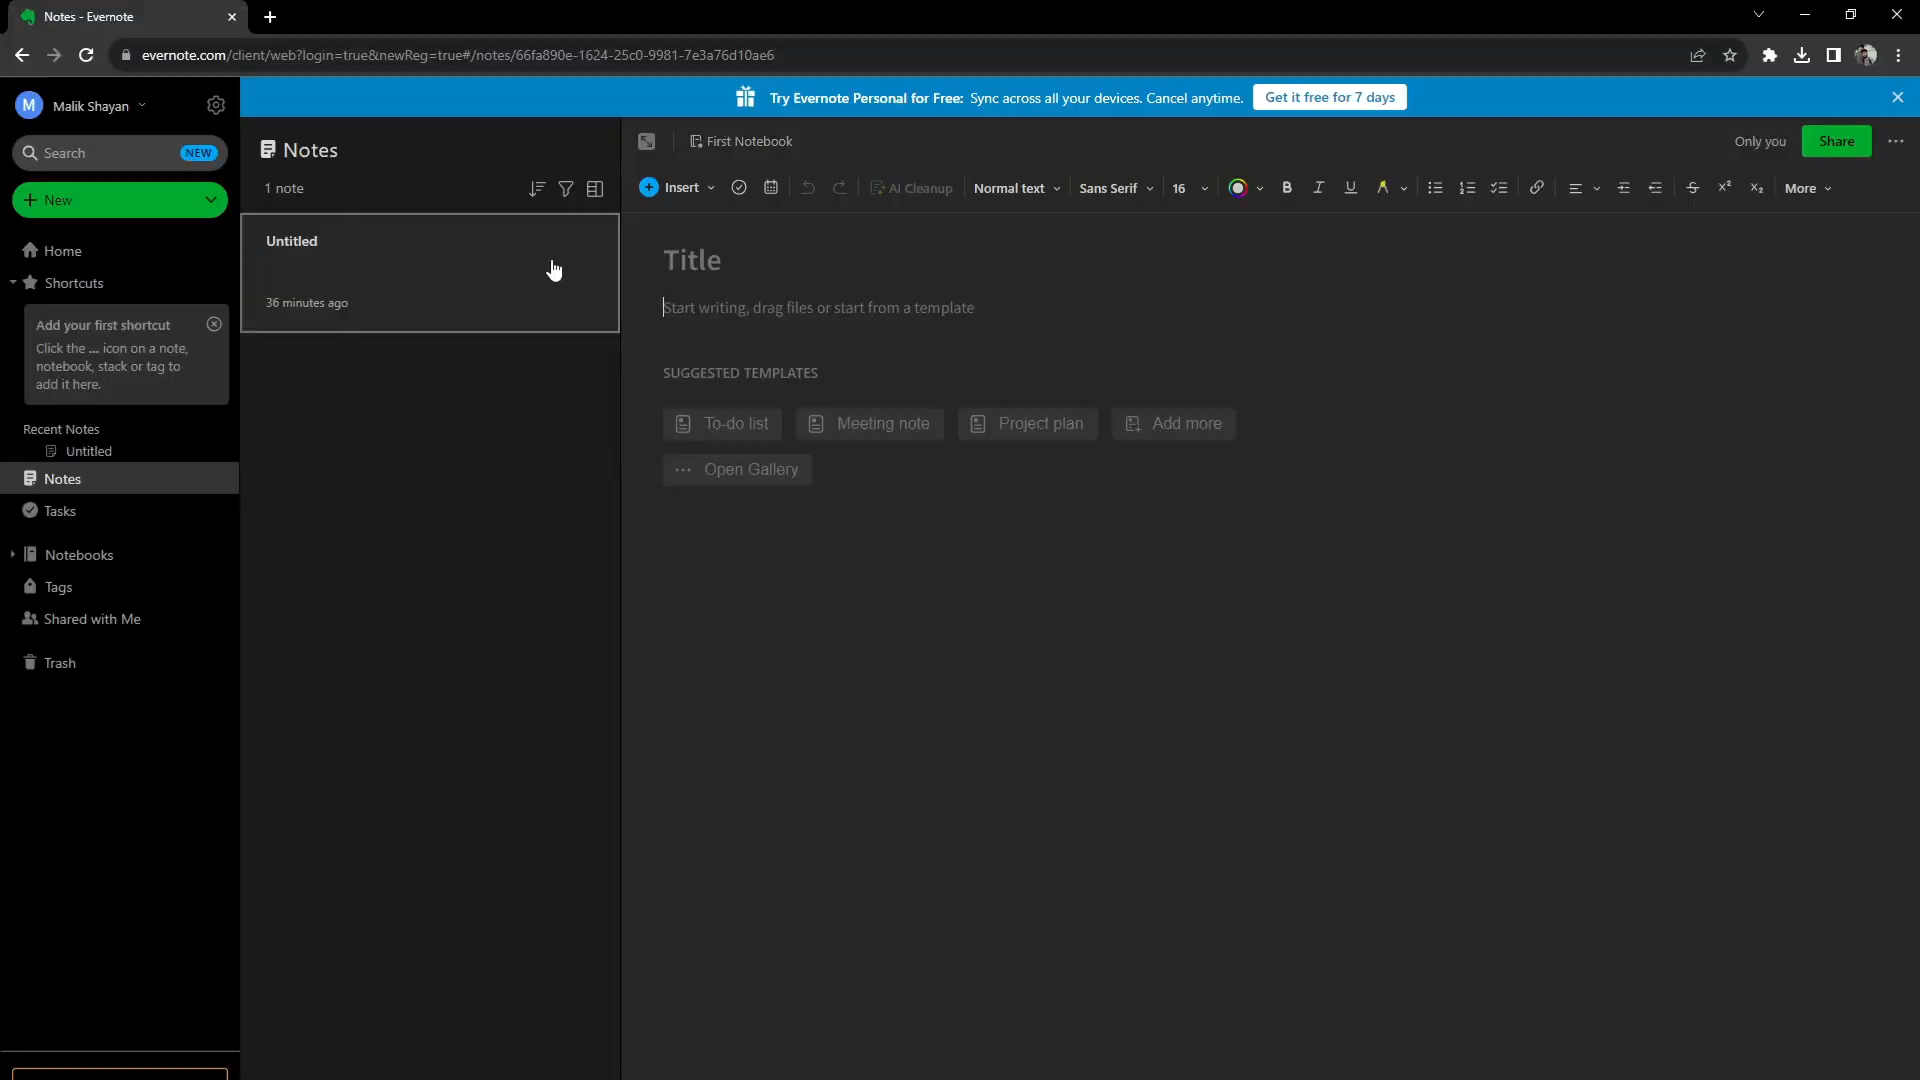 Notes - Evernote
evernote.com/client/web?login=true&newReg=true#/notes/66fa890e-1624-25c0-9981-7e3a76d10ae6
M Malik Shayan
Try Evernote Personal for Free: Sync across all your devices. Cancel anytime. Get it free for 7 days
Search NEW
New
Home
Shortcuts
Add your first shortcut
Click the ... icon on a note,
notebook, stack or tag to
add it here.
Recent Notes
Untitled
Notes
Tasks
Notebooks
Tags
Shared with Me
Trash
Notes
1 note
Untitled
36 minutes ago
First Notebook
Only you Share
Insert AI Cleanup Normal text Sans Serif 16 B I U A S X² X₂ More
Title
Start writing, drag files or start from a template
SUGGESTED TEMPLATES
To-do list Meeting note Project plan Add more
Open Gallery